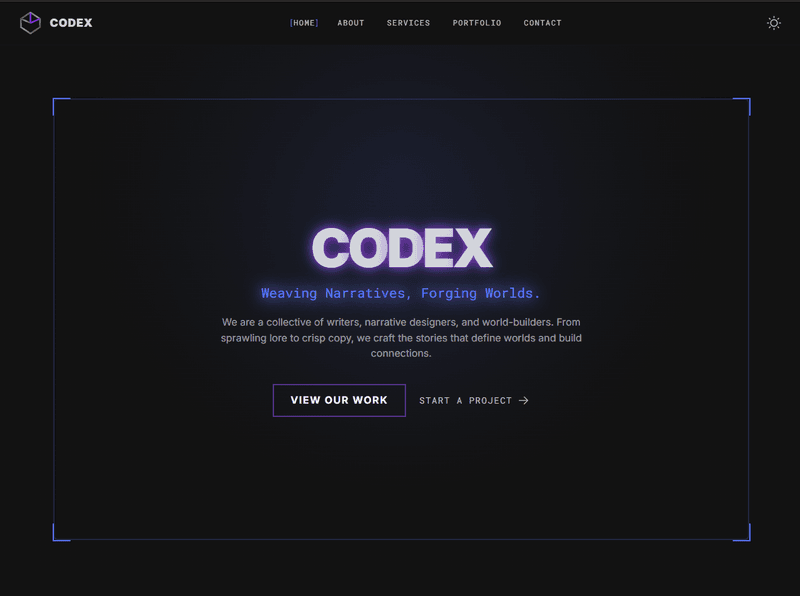 CODEX
[HOME]
ABOUT
SERVICES
PORTFOLIO
CONTACT
CODEX
Weaving Narratives, Forging Worlds.
We are a collective of writers, narrative designers, and world-builders. From
sprawling lore to crisp copy, we craft the stories that define worlds and build
connections.
VIEW OUR WORK
START A PROJECT →